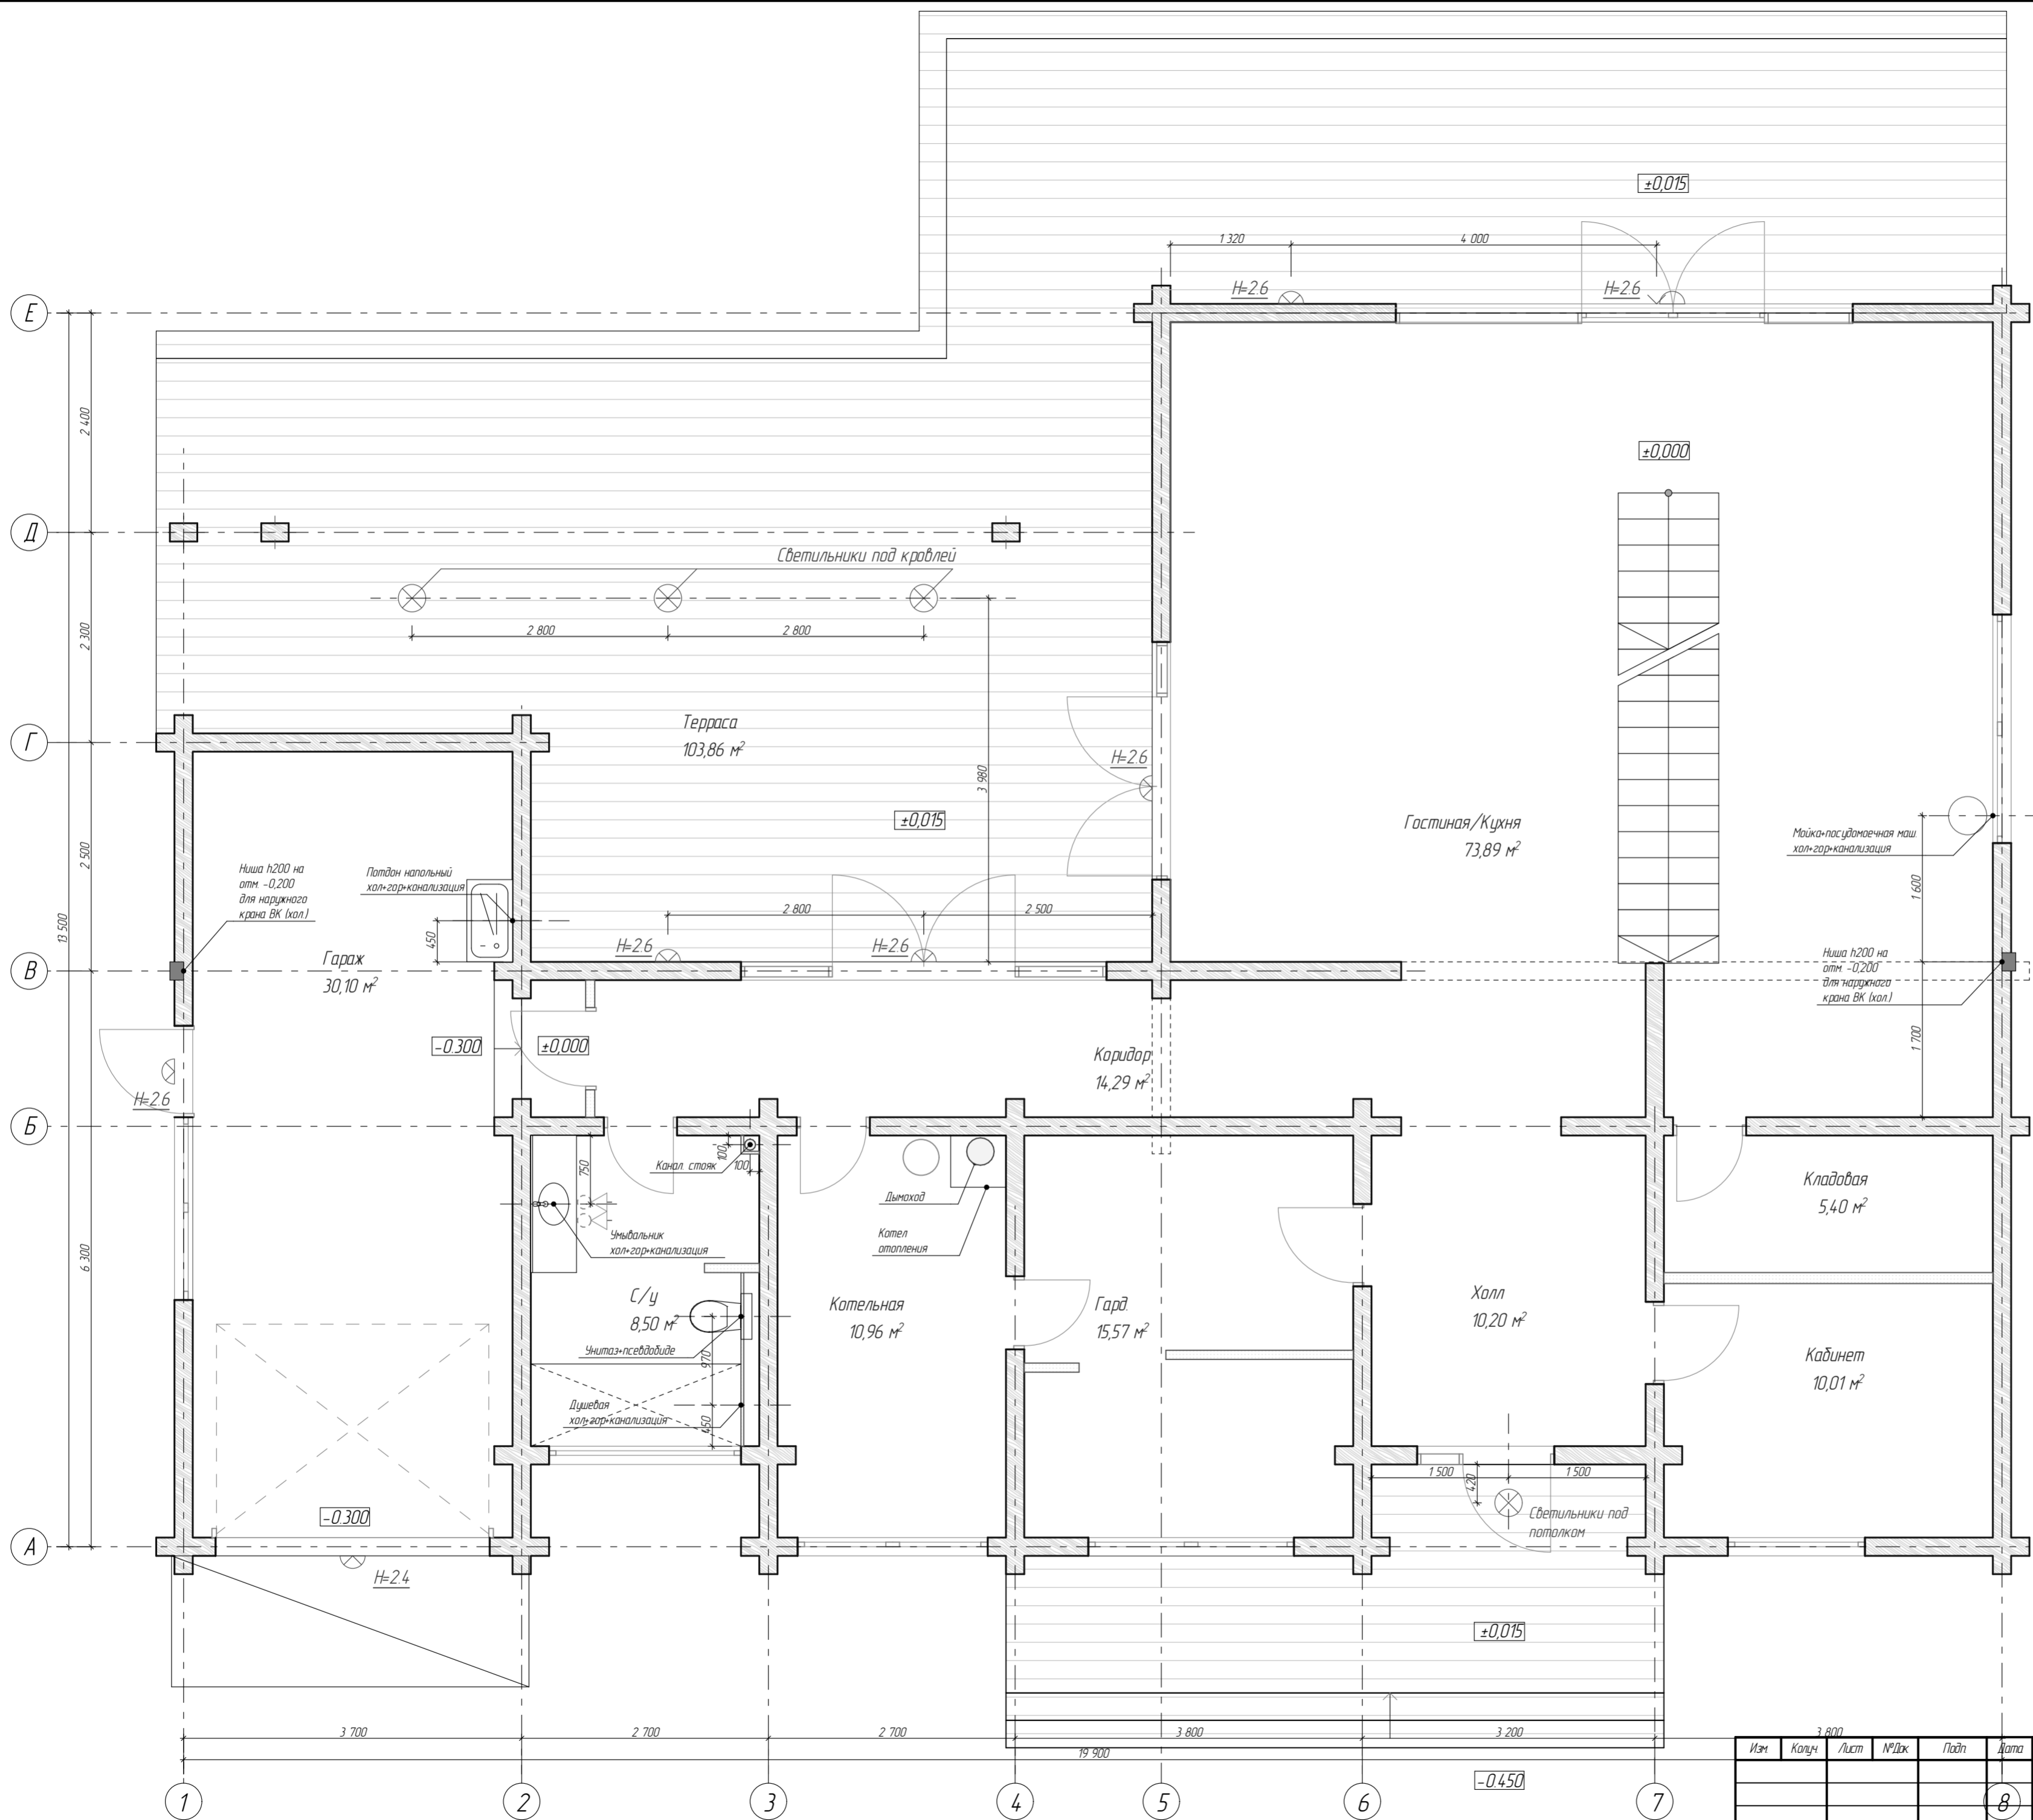 ±0,015
1 320
4 000
Н=2.6
Н=2.6
Е
2 400
±0,000
Д
Светильники под кровлей
2 800
2 800
2 300
Терраса
103,86 м²
Г
Н=2.6
3 980
±0,015
Гостиная/Кухня
73,89 м²
Мойка+посудомоечная маш.
хол+гор+канализация
2 500
13 500
Ниша h200 на
отм. -0,200
для наружного
крана ВК (хол.)
Потдон напольный
хол+гор+конализация
450
1 600
2 800
2 500
Н=2.6
Н=2.6
В
Гараж
30,10 м²
Ниша h200 на
отм. -0,200
для наружного
крана ВК (хол.)
-0.300
±0,000
Коридор
14,29 м²
1 700
Н=2.6
Б
750
100
100
Канал. стояк
Дымоход
Котел
отопления
Кладовая
5,40 м²
Умывальник
хол+гор+канализация
6 300
С/у
8,50 м²
Котельная
10,96 м²
Гард.
15,57 м²
Холл
10,20 м²
Унитаз+псевдобиде
970
Кабинет
10,01 м²
Душевая
хол+гор+канализация
450
1 500
1 500
420
Светильники под
потолком
-0.300
А
Н=2.4
±0,015
3 700
2 700
2 700
3 800
3 200
3 800
19 900
Изм.
Колуч.
Лист
№Док
Подп.
Дата
-0.450
1
2
3
4
5
6
7
8